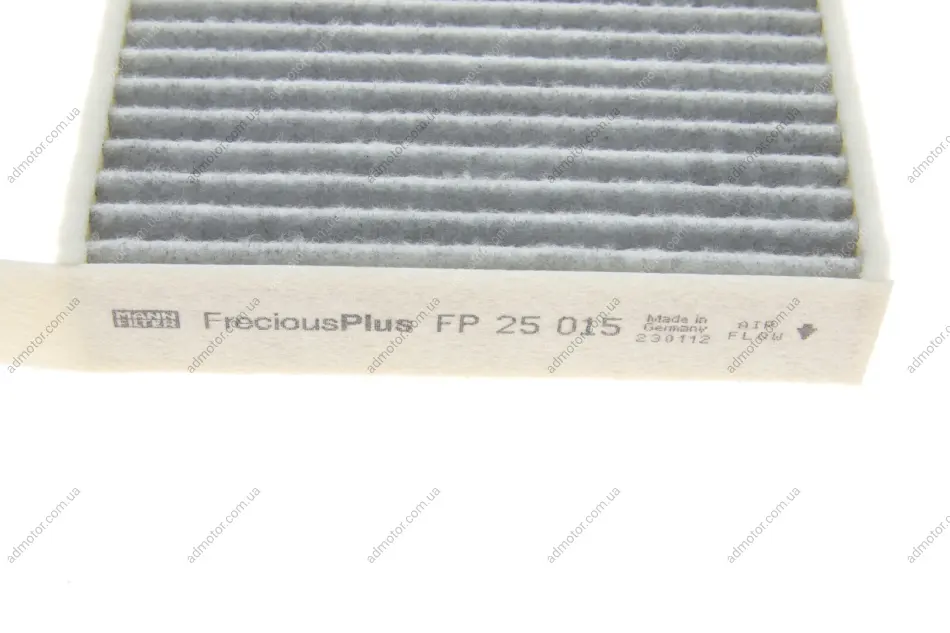 MANN FILTER FreciousPlus FP 25 015 Made in Germany 230112 AIR FLOW
admotor.com.ua